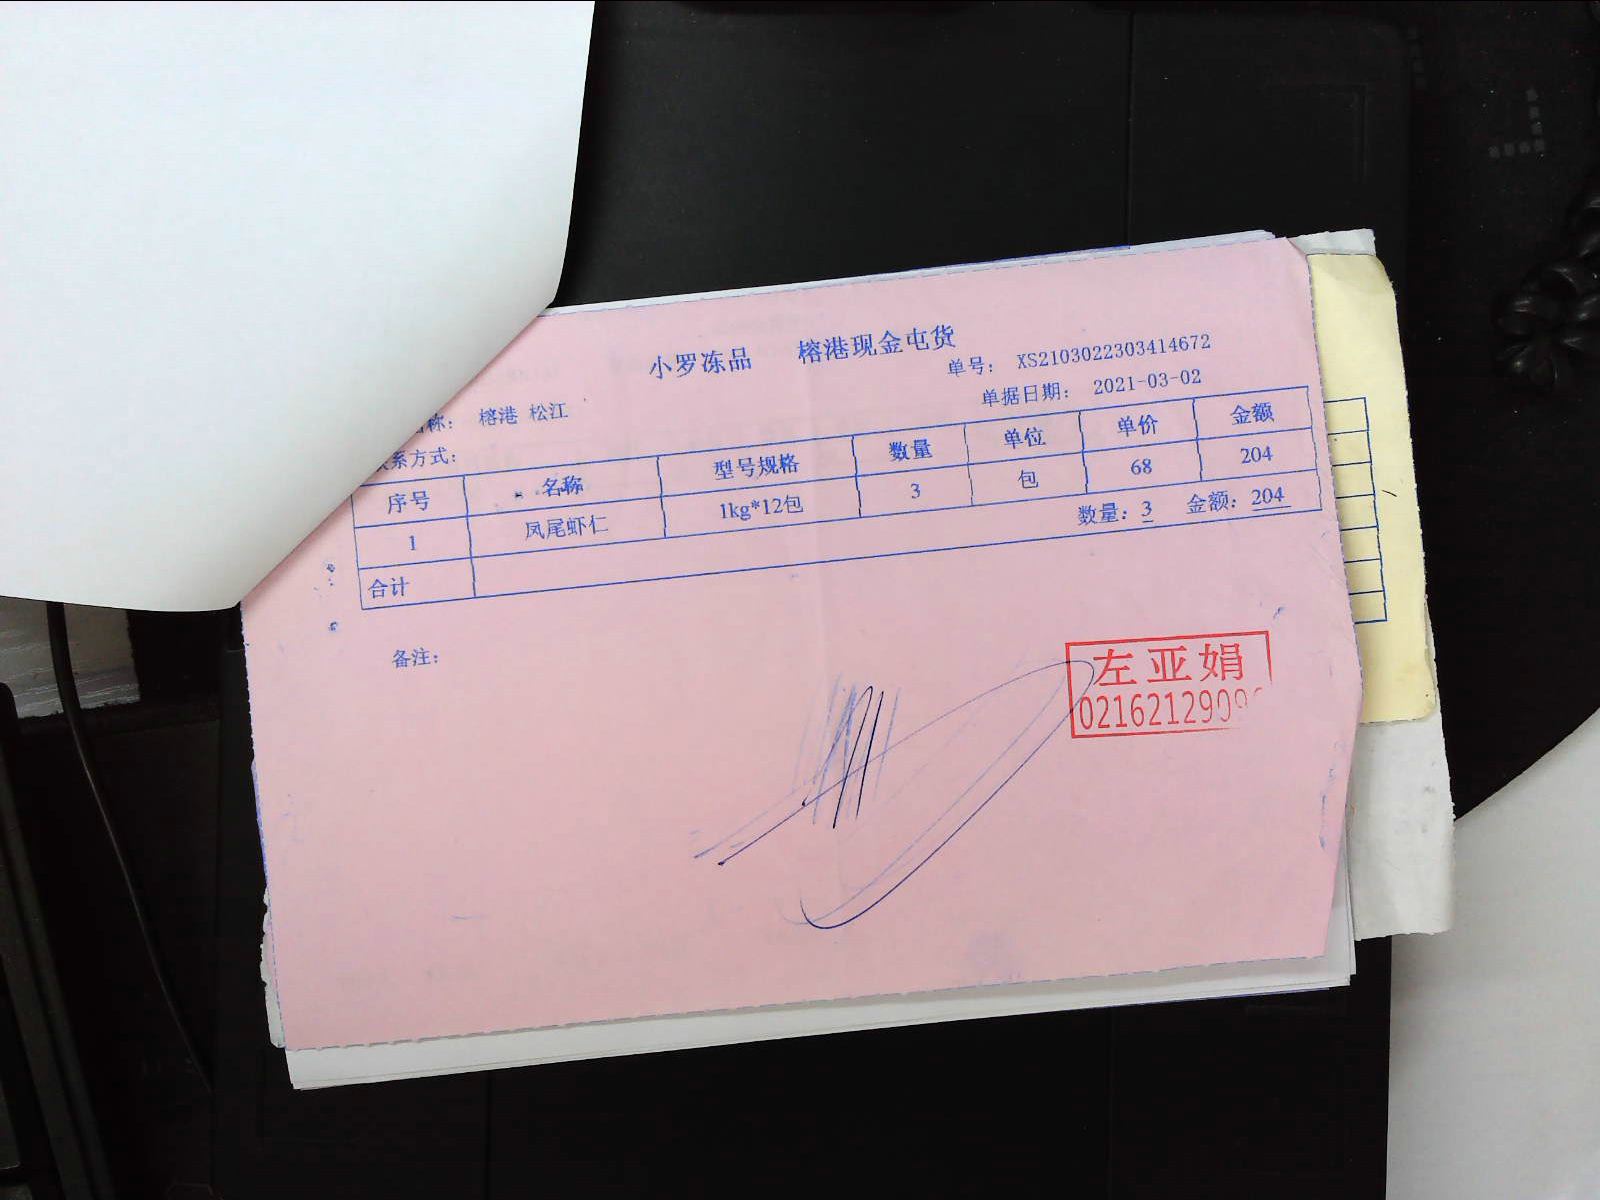 小罗冻品 榕港现金屯货
单号： XS2103022303414672
称： 榕港 松江
单据日期： 2021-03-02
系方式：
序号 名称 型号规格 数量 单位 单价 金额
1 凤尾虾仁 1kg*12包 3 包 68 204
合计 数量：3 金额：204
备注：
左亚娟
0216212909